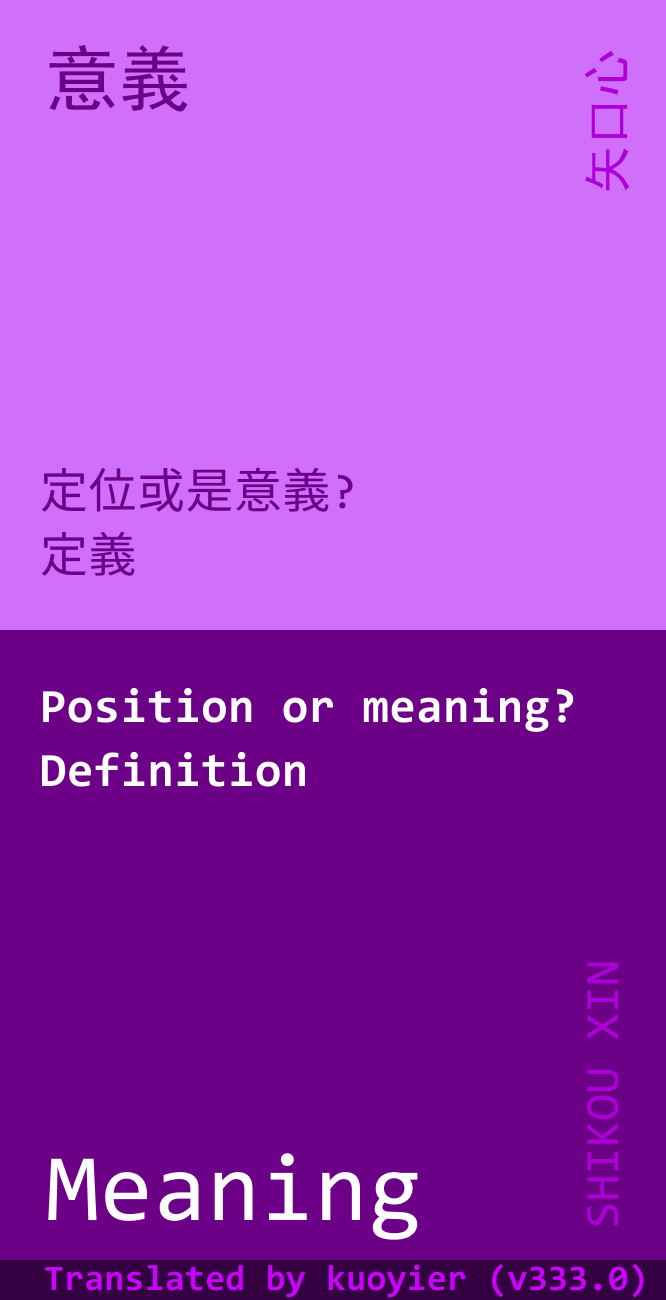 意義
矢口心
定位或是意義?
定義
Position or meaning?
Definition
SHIKOU XIN
Meaning
Translated by kuoyier (v333.0)